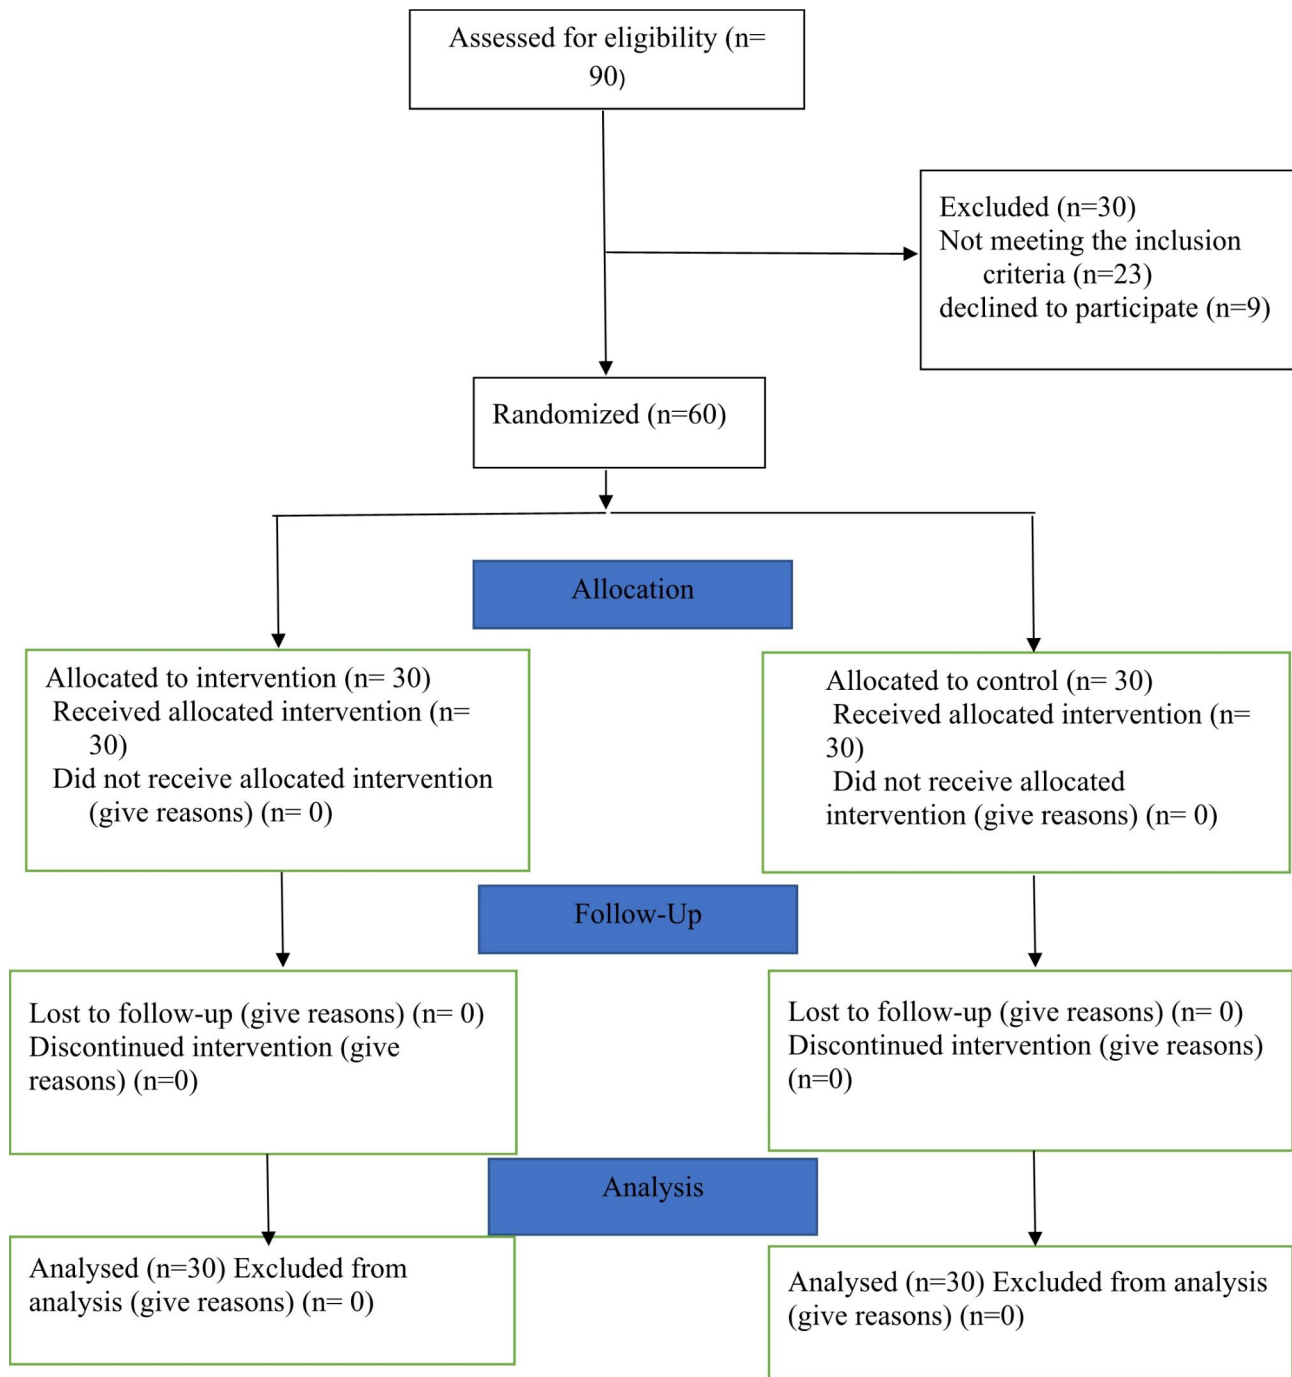 Assessed for eligibility (n=
90)
Excluded (n=30)
Not meeting the inclusion
criteria (n=23)
declined to participate (n=9)
Randomized (n=60)
Allocation
Allocated to intervention (n= 30)
Received allocated intervention (n=
30)
Did not receive allocated intervention
(give reasons) (n= 0)
Allocated to control (n= 30)
Received allocated intervention (n=
30)
Did not receive allocated
intervention (give reasons) (n= 0)
Follow-Up
Lost to follow-up (give reasons) (n= 0)
Discontinued intervention (give
reasons) (n=0)
Lost to follow-up (give reasons) (n= 0)
Discontinued intervention (give reasons)
(n=0)
Analysis
Analysed (n=30) Excluded from
analysis (give reasons) (n= 0)
Analysed (n=30) Excluded from analysis
(give reasons) (n=0)